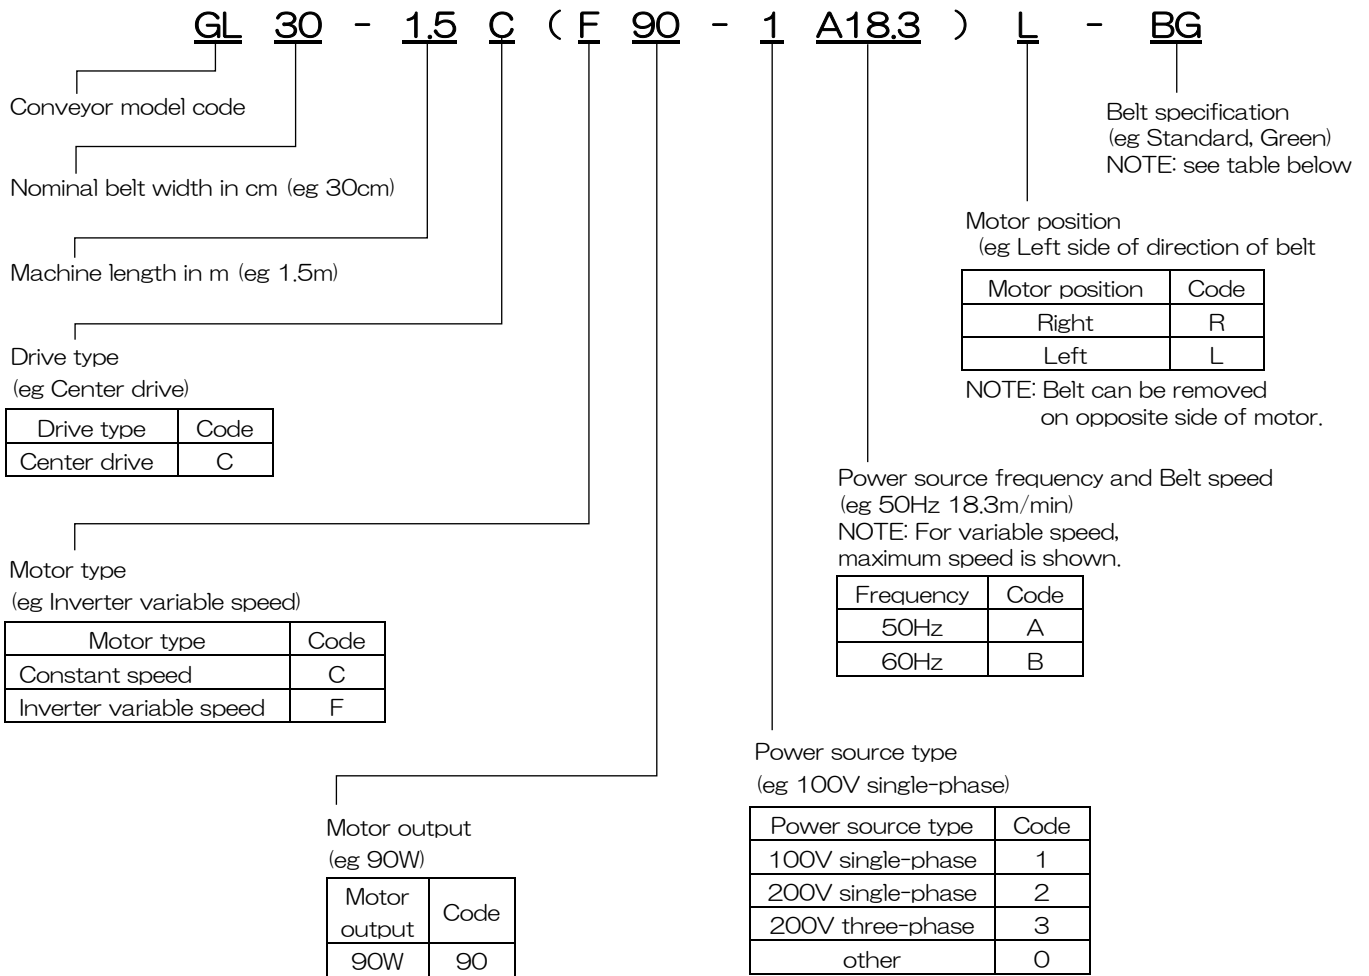 GL 30 - 1.5 C ( F 90 - 1 A18.3 ) L - BG
Conveyor model code
Nominal belt width in cm (eg 30cm)
Machine length in m (eg 1.5m)
Drive type
(eg Center drive)
Drive type Code
Center drive C
Motor type
(eg Inverter variable speed)
Motor type Code
Constant speed C
Inverter variable speed F
Motor output
(eg 90W)
Motor
output
Code
90W 90
Power source type
(eg 100V single-phase)
Power source type Code
100V single-phase 1
200V single-phase 2
200V three-phase 3
other 0
Power source frequency and Belt speed
(eg 50Hz 18.3m/min)
NOTE: For variable speed,
maximum speed is shown.
Frequency Code
50Hz A
60Hz B
Motor position
(eg Left side of direction of belt
Motor position Code
Right R
Left L
NOTE: Belt can be removed
on opposite side of motor.
Belt specification
(eg Standard, Green)
NOTE: see table below